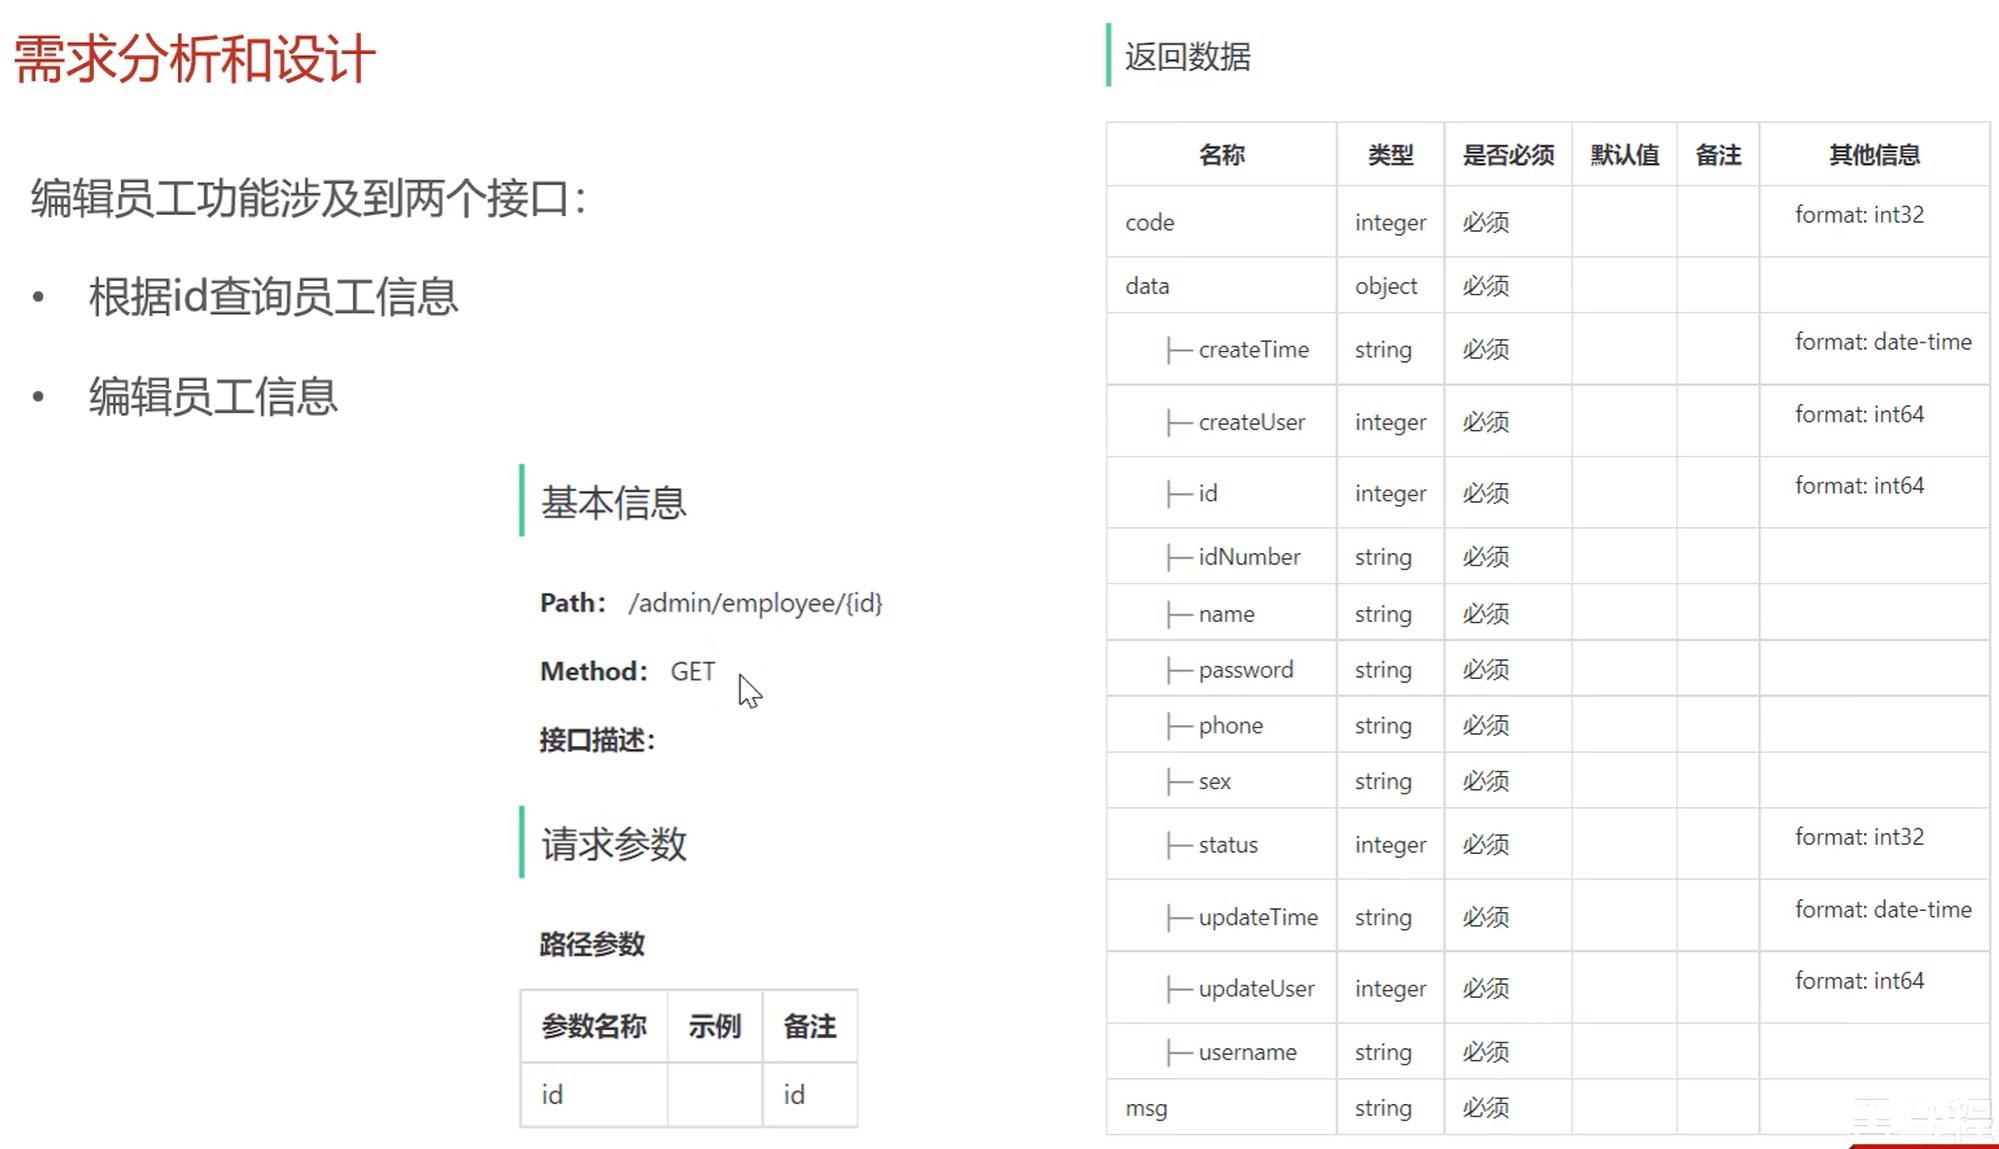 需求分析和设计
编辑员工功能涉及到两个接口：
• 根据id查询员工信息
• 编辑员工信息
基本信息
Path： /admin/employee/{id}
Method： GET
接口描述：
请求参数
路径参数
参数名称 示例 备注
id id
返回数据
名称 类型 是否必须 默认值 备注 其他信息
code integer 必须 format: int32
data object 必须
├─ createTime string 必须 format: date-time
├─ createUser integer 必须 format: int64
├─ id integer 必须 format: int64
├─ idNumber string 必须
├─ name string 必须
├─ password string 必须
├─ phone string 必须
├─ sex string 必须
├─ status integer 必须 format: int32
├─ updateTime string 必须 format: date-time
├─ updateUser integer 必须 format: int64
├─ username string 必须
msg string 必须